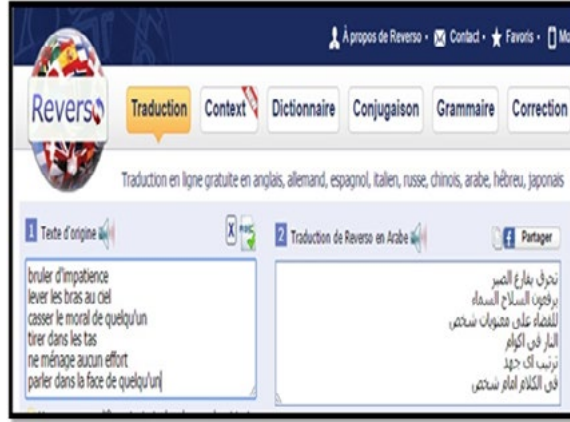 À propos de Reverso · Contact · Favoris ·
Reverso
Traduction Context Dictionnaire Conjugaison Grammaire Correction
Traduction en ligne gratuite en anglais, allemand, espagnol, italien, russe, chinois, arabe, hébreu, japonais
1 Texte d'origine
bruler d'impatience
lever les bras au ciel
casser le moral de quelqu'un
tirer dans les tas
ne ménage aucun effort
parler dans la face de quelqu'un
2 Traduction de Reverso en Arabe
Partager
تحرق بفارغ الصبر
يرفعون السلاح السماء
للقضاء على معنويات شخص
النار في اكوام
ترتيب اى جهد
في الكلام امام شخص